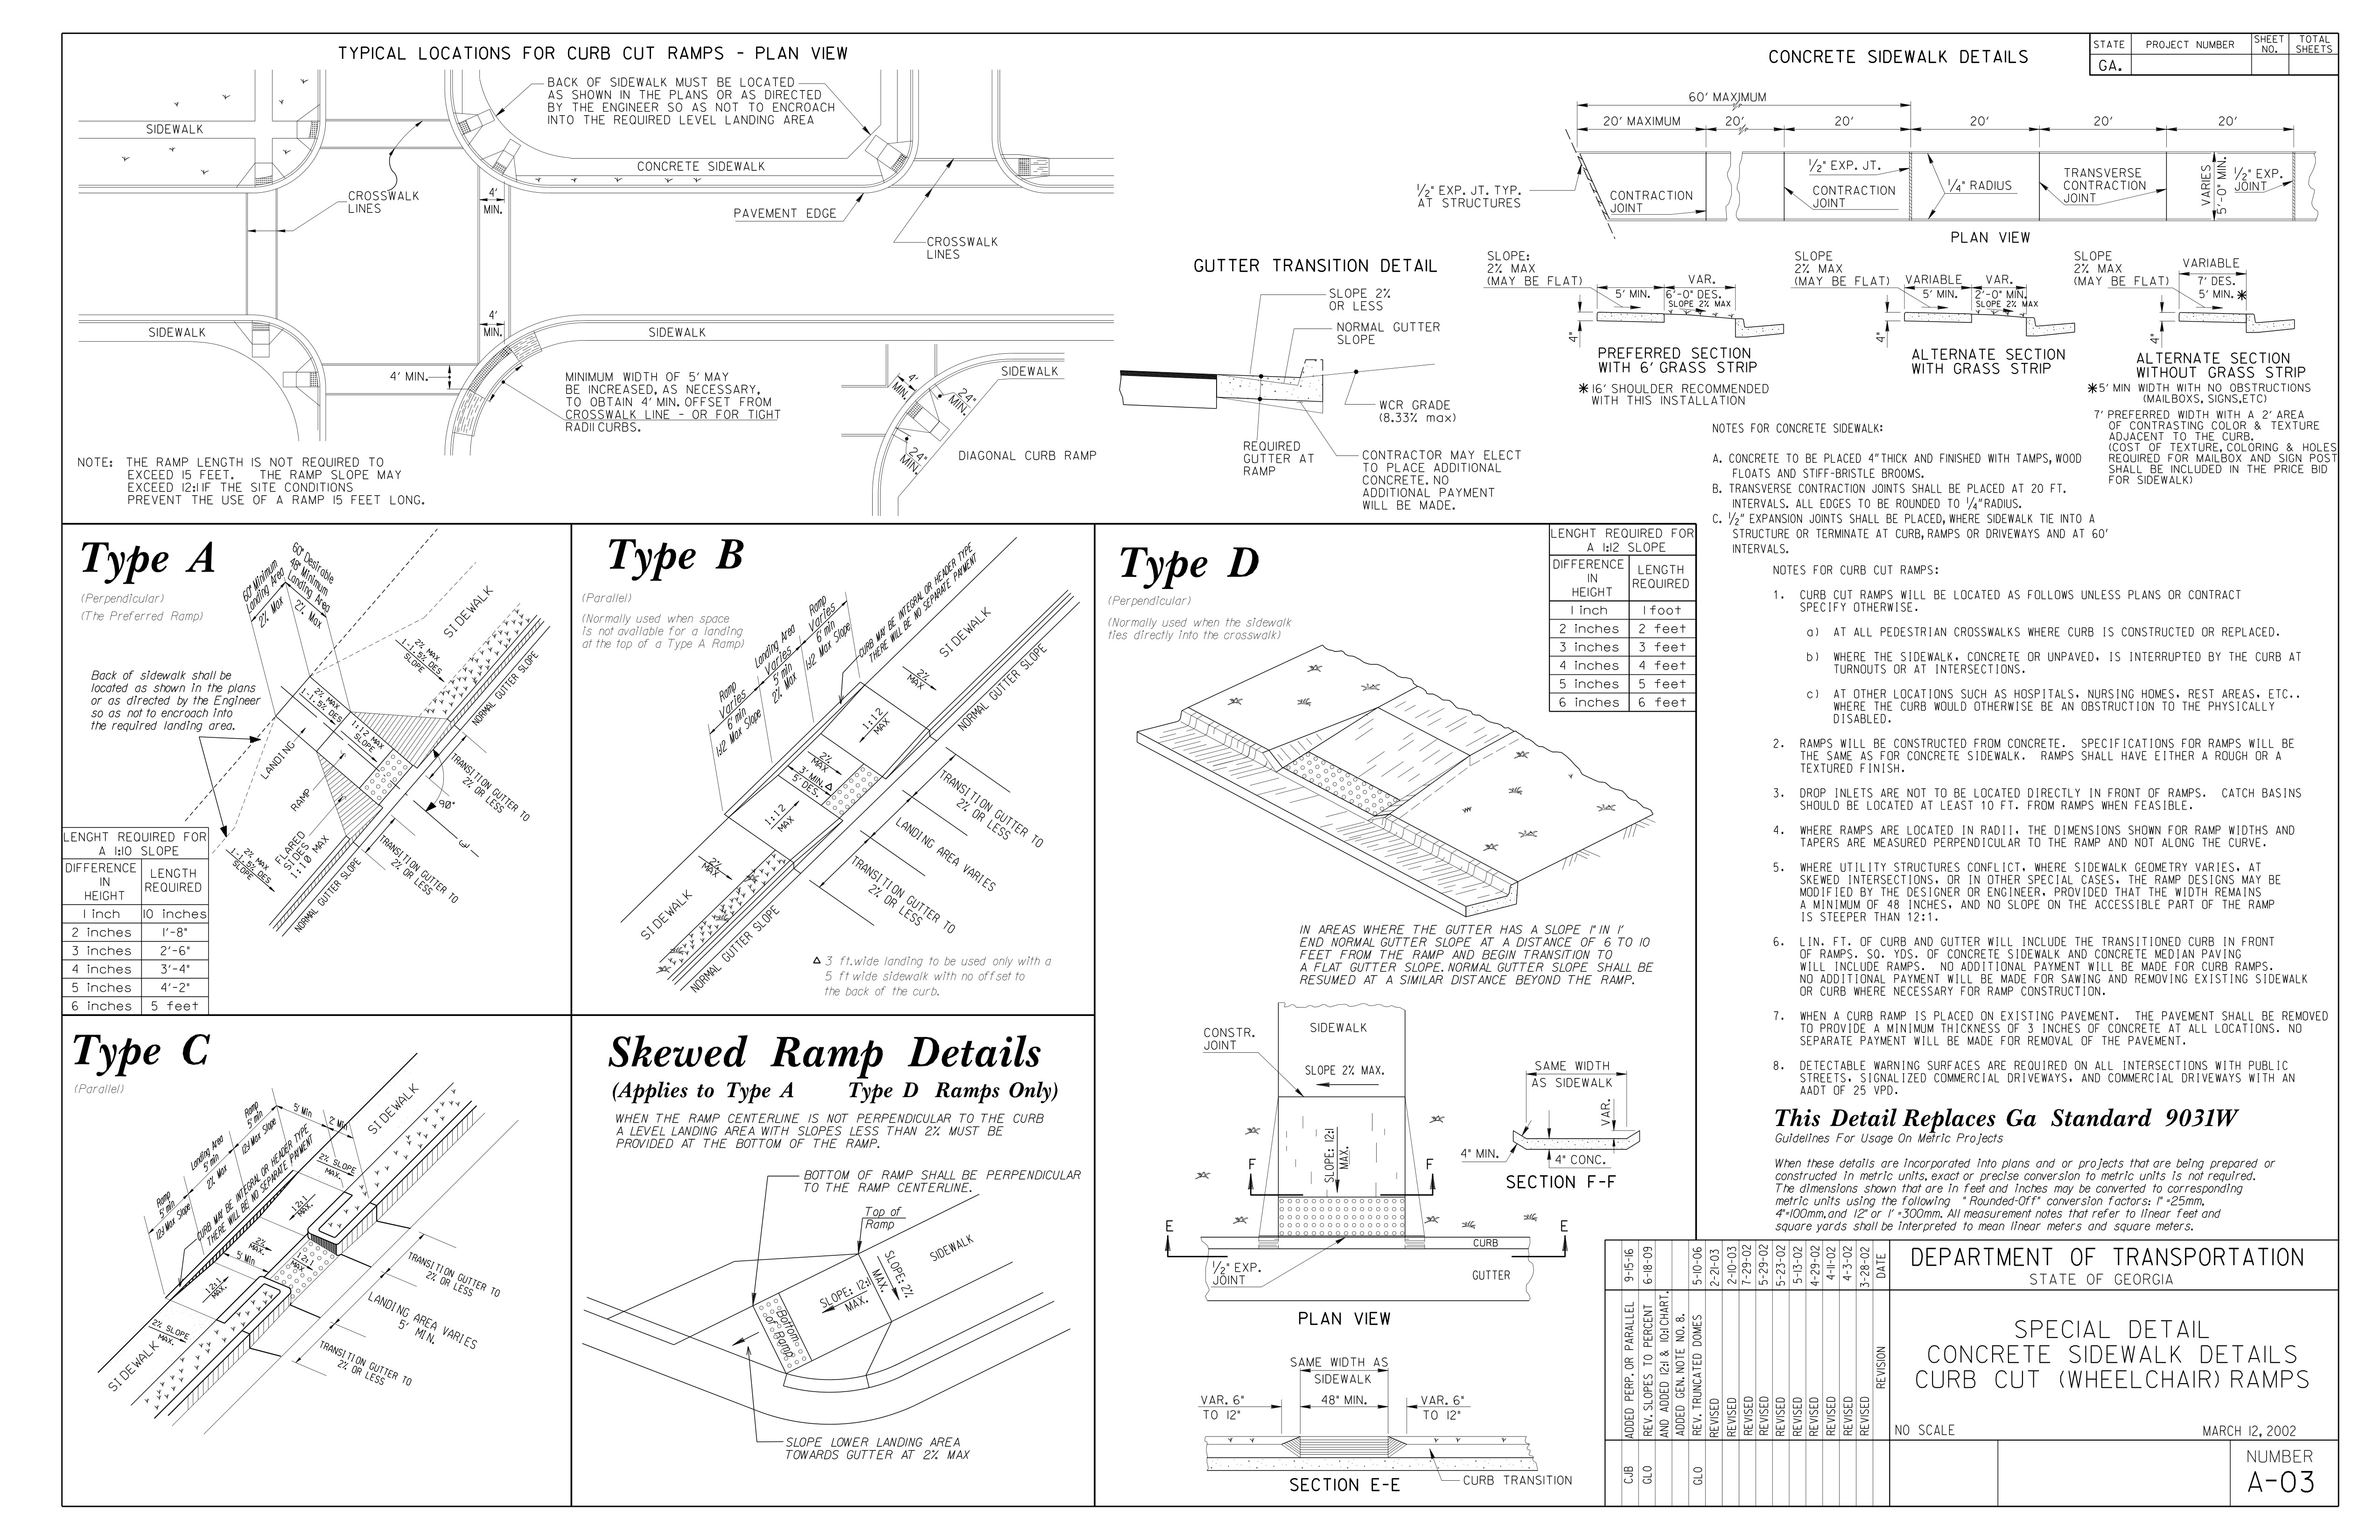 TYPICAL LOCATIONS FOR CURB CUT RAMPS - PLAN VIEW
BACK OF SIDEWALK MUST BE LOCATED
AS SHOWN IN THE PLANS OR AS DIRECTED
BY THE ENGINEER SO AS NOT TO ENCROACH
INTO THE REQUIRED LEVEL LANDING AREA
SIDEWALK
CONCRETE SIDEWALK
CROSSWALK
LINES
4'
MIN.
PAVEMENT EDGE
CROSSWALK
LINES
SIDEWALK
4'
MIN.
SIDEWALK
4' MIN.
MINIMUM WIDTH OF 5' MAY
BE INCREASED, AS NECESSARY,
TO OBTAIN 4' MIN. OFFSET FROM
CROSSWALK LINE - OR FOR TIGHT
RADII CURBS.
SIDEWALK
4'
MIN.
24"
MIN.
24"
MIN.
DIAGONAL CURB RAMP
NOTE: THE RAMP LENGTH IS NOT REQUIRED TO
EXCEED 15 FEET. THE RAMP SLOPE MAY
EXCEED 12:1 IF THE SITE CONDITIONS
PREVENT THE USE OF A RAMP 15 FEET LONG.
GUTTER TRANSITION DETAIL
SLOPE 2%
OR LESS
NORMAL GUTTER
SLOPE
WCR GRADE
(8.33% max)
REQUIRED
GUTTER AT
RAMP
CONTRACTOR MAY ELECT
TO PLACE ADDITIONAL
CONCRETE. NO
ADDITIONAL PAYMENT
WILL BE MADE.
CONCRETE SIDEWALK DETAILS
STATE
PROJECT NUMBER
SHEET
NO.
TOTAL
SHEETS
GA.
60' MAXIMUM
20' MAXIMUM
20'
20'
20'
20'
20'
1/2" EXP. JT. TYP.
AT STRUCTURES
CONTRACTION
JOINT
1/2" EXP. JT.
CONTRACTION
JOINT
1/4" RADIUS
TRANSVERSE
CONTRACTION
JOINT
VARIES
5'-0" MIN.
1/2" EXP.
JOINT
PLAN VIEW
SLOPE:
2% MAX
(MAY BE FLAT)
VAR.
5' MIN.
6'-0" DES.
SLOPE 2% MAX
4"
PREFERRED SECTION
WITH 6' GRASS STRIP
* 16' SHOULDER RECOMMENDED
WITH THIS INSTALLATION
SLOPE
2% MAX
(MAY BE FLAT)
VARIABLE
VAR.
5' MIN.
2'-0" MIN.
SLOPE 2% MAX
4"
ALTERNATE SECTION
WITH GRASS STRIP
SLOPE
2% MAX
(MAY BE FLAT)
VARIABLE
7' DES.
5' MIN. *
4"
ALTERNATE SECTION
WITHOUT GRASS STRIP
* 5' MIN WIDTH WITH NO OBSTRUCTIONS
(MAILBOXS, SIGNS,ETC)
7' PREFERRED WIDTH WITH A 2' AREA
OF CONTRASTING COLOR & TEXTURE
ADJACENT TO THE CURB.
(COST OF TEXTURE, COLORING & HOLES
REQUIRED FOR MAILBOX AND SIGN POST
SHALL BE INCLUDED IN THE PRICE BID
FOR SIDEWALK)
NOTES FOR CONCRETE SIDEWALK:
A. CONCRETE TO BE PLACED 4" THICK AND FINISHED WITH TAMPS, WOOD
FLOATS AND STIFF-BRISTLE BROOMS.
B. TRANSVERSE CONTRACTION JOINTS SHALL BE PLACED AT 20 FT.
INTERVALS. ALL EDGES TO BE ROUNDED TO 1/4" RADIUS.
C. 1/2" EXPANSION JOINTS SHALL BE PLACED, WHERE SIDEWALK TIE INTO A
STRUCTURE OR TERMINATE AT CURB, RAMPS OR DRIVEWAYS AND AT 60'
INTERVALS.
NOTES FOR CURB CUT RAMPS:
1. CURB CUT RAMPS WILL BE LOCATED AS FOLLOWS UNLESS PLANS OR CONTRACT
SPECIFY OTHERWISE.
a) AT ALL PEDESTRIAN CROSSWALKS WHERE CURB IS CONSTRUCTED OR REPLACED.
b) WHERE THE SIDEWALK, CONCRETE OR UNPAVED, IS INTERRUPTED BY THE CURB AT
TURNOUTS OR AT INTERSECTIONS.
c) AT OTHER LOCATIONS SUCH AS HOSPITALS, NURSING HOMES, REST AREAS, ETC..
WHERE THE CURB WOULD OTHERWISE BE AN OBSTRUCTION TO THE PHYSICALLY
DISABLED.
2. RAMPS WILL BE CONSTRUCTED FROM CONCRETE. SPECIFICATIONS FOR RAMPS WILL BE
THE SAME AS FOR CONCRETE SIDEWALK. RAMPS SHALL HAVE EITHER A ROUGH OR A
TEXTURED FINISH.
3. DROP INLETS ARE NOT TO BE LOCATED DIRECTLY IN FRONT OF RAMPS. CATCH BASINS
SHOULD BE LOCATED AT LEAST 10 FT. FROM RAMPS WHEN FEASIBLE.
4. WHERE RAMPS ARE LOCATED IN RADII, THE DIMENSIONS SHOWN FOR RAMP WIDTHS AND
TAPERS ARE MEASURED PERPENDICULAR TO THE RAMP AND NOT ALONG THE CURVE.
5. WHERE UTILITY STRUCTURES CONFLICT, WHERE SIDEWALK GEOMETRY VARIES, AT
SKEWED INTERSECTIONS, OR IN OTHER SPECIAL CASES, THE RAMP DESIGNS MAY BE
MODIFIED BY THE DESIGNER OR ENGINEER, PROVIDED THAT THE WIDTH REMAINS
A MINIMUM OF 48 INCHES, AND NO SLOPE ON THE ACCESSIBLE PART OF THE RAMP
IS STEEPER THAN 12:1.
6. LIN. FT. OF CURB AND GUTTER WILL INCLUDE THE TRANSITIONED CURB IN FRONT
OF RAMPS. SQ. YDS. OF CONCRETE SIDEWALK AND CONCRETE MEDIAN PAVING
WILL INCLUDE RAMPS. NO ADDITIONAL PAYMENT WILL BE MADE FOR CURB RAMPS.
NO ADDITIONAL PAYMENT WILL BE MADE FOR SAWING AND REMOVING EXISTING SIDEWALK
OR CURB WHERE NECESSARY FOR RAMP CONSTRUCTION.
7. WHEN A CURB RAMP IS PLACED ON EXISTING PAVEMENT. THE PAVEMENT SHALL BE REMOVED
TO PROVIDE A MINIMUM THICKNESS OF 3 INCHES OF CONCRETE AT ALL LOCATIONS. NO
SEPARATE PAYMENT WILL BE MADE FOR REMOVAL OF THE PAVEMENT.
8. DETECTABLE WARNING SURFACES ARE REQUIRED ON ALL INTERSECTIONS WITH PUBLIC
STREETS, SIGNALIZED COMMERCIAL DRIVEWAYS, AND COMMERCIAL DRIVEWAYS WITH AN
AADT OF 25 VPD.
This Detail Replaces Ga Standard 9031W
Guidelines For Usage On Metric Projects
When these details are incorporated into plans and or projects that are being prepared or
constructed in metric units, exact or precise conversion to metric units is not required.
The dimensions shown that are in feet and inches may be converted to corresponding
metric units using the following "Rounded-Off" conversion factors: 1" =25mm,
4"=100mm, and 12" or 1' =300mm. All measurement notes that refer to linear feet and
square yards shall be interpreted to mean linear meters and square meters.
Type A
(Perpendicular)
(The Preferred Ramp)
60" Minimum
Landing Area
2% Max
60" Desirable
48" Minimum
Landing Area
2% Max
SIDEWALK
2% MAX
1-1.5% DES.
SLOPE
Back of sidewalk shall be
located as shown in the plans
or as directed by the Engineer
so as not to encroach into
the required landing area.
2% MAX
1-1.5% DES
1:12 MAX
SLOPE
NORMAL GUTTER SLOPE
LANDING
RAMP
TRANSITION GUTTER TO
2% OR LESS
90°
3'
FLARED
SIDES
1:10 MAX
TRANSITION GUTTER TO
2% OR LESS
2% MAX
1-1.5% DES.
SLOPE
NORMAL GUTTER SLOPE
LENGHT REQUIRED FOR
A 1:10 SLOPE
DIFFERENCE
IN
HEIGHT
LENGTH
REQUIRED
1 inch 10 inches
2 inches 1'-8"
3 inches 2'-6"
4 inches 3'-4"
5 inches 4'-2"
6 inches 5 feet
Type B
(Parallel)
(Normally used when space
is not available for a landing
at the top of a Type A Ramp)
Ramp
Varies
6' min
1:12 Max Slope
Landing Area
Varies
5' min
2% Max
Ramp
Varies
6' min
1:12 Max Slope
CURB MAY BE INTEGRAL OR HEADER TYPE
THERE WILL BE NO SEPARATE PAYMENT
SIDEWALK
2%
MAX
NORMAL GUTTER SLOPE
1:12
MAX
2%
MAX
3' MIN.
5' DES.
1:12
MAX
TRANSITION GUTTER TO
2% OR LESS
LANDING AREA VARIES
TRANSITION GUTTER TO
2% OR LESS
2%
MAX
SIDEWALK
NORMAL GUTTER SLOPE
△ 3 ft.wide landing to be used only with a
5 ft wide sidewalk with no offset to
the back of the curb.
Type D
(Perpendicular)
(Normally used when the sidewalk
ties directly into the crosswalk)
LENGHT REQUIRED FOR
A 1:12 SLOPE
DIFFERENCE
IN
HEIGHT
LENGTH
REQUIRED
1 inch 1 foot
2 inches 2 feet
3 inches 3 feet
4 inches 4 feet
5 inches 5 feet
6 inches 6 feet
IN AREAS WHERE THE GUTTER HAS A SLOPE 1" IN 1'
END NORMAL GUTTER SLOPE AT A DISTANCE OF 6 TO 10
FEET FROM THE RAMP AND BEGIN TRANSITION TO
A FLAT GUTTER SLOPE. NORMAL GUTTER SLOPE SHALL BE
RESUMED AT A SIMILAR DISTANCE BEYOND THE RAMP.
CONSTR.
JOINT
SIDEWALK
SLOPE 2% MAX.
SLOPE: 12:1
MAX.
F
F
E
E
CURB
GUTTER
1/2" EXP.
JOINT
PLAN VIEW
SAME WIDTH
AS SIDEWALK
VAR.
4" MIN.
4" CONC.
SECTION F-F
SAME WIDTH AS
SIDEWALK
VAR. 6"
TO 12"
48" MIN.
VAR. 6"
TO 12"
SECTION E-E
CURB TRANSITION
Type C
(Parallel)
Ramp
5' min
12:1 Max Slope
Landing Area
5' min
2% Max
Ramp
5' min
12:1 Max Slope
5' Min
2' Min
SIDEWALK
CURB MAY BE INTEGRAL OR HEADER TYPE
THERE WILL BE NO SEPARATE PAYMENT
2% SLOPE
MAX.
12:1
MAX
2%
MAX.
5' Min
12:1
MAX
12:1
MAX
2% SLOPE
MAX.
SIDEWALK
TRANSITION GUTTER TO
2% OR LESS
LANDING AREA VARIES
5' MIN.
TRANSITION GUTTER TO
2% OR LESS
Skewed Ramp Details
(Applies to Type A Type D Ramps Only)
WHEN THE RAMP CENTERLINE IS NOT PERPENDICULAR TO THE CURB
A LEVEL LANDING AREA WITH SLOPES LESS THAN 2% MUST BE
PROVIDED AT THE BOTTOM OF THE RAMP.
BOTTOM OF RAMP SHALL BE PERPENDICULAR
TO THE RAMP CENTERLINE.
Top of
Ramp
SIDEWALK
SLOPE: 2%
MAX.
SLOPE: 12:1
MAX.
Bottom
of Ramp
SLOPE LOWER LANDING AREA
TOWARDS GUTTER AT 2% MAX
CJB ADDED PERP. OR PARALLEL 9-15-16
GLO REV. SLOPES TO PERCENT 6-18-09
AND ADDED 12:1 & 10:1 CHART.
ADDED GEN. NOTE NO. 8.
GLO REV. TRUNCATED DOMES 5-10-06
REVISED 2-21-03
REVISED 2-10-03
REVISED 7-29-02
REVISED 5-29-02
REVISED 5-23-02
REVISED 5-13-02
REVISED 4-29-02
REVISED 4-11-02
REVISED 4-3-02
REVISED 3-28-02
REVISION DATE
DEPARTMENT OF TRANSPORTATION
STATE OF GEORGIA
SPECIAL DETAIL
CONCRETE SIDEWALK DETAILS
CURB CUT (WHEELCHAIR) RAMPS
NO SCALE
MARCH 12, 2002
NUMBER
A-03